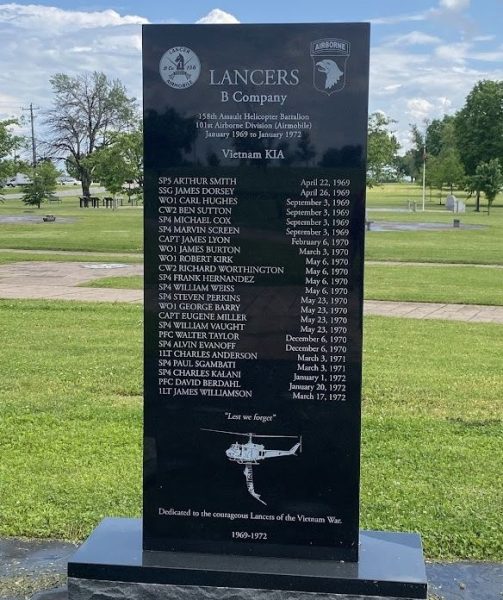 LANCER
B Co 158
AIRMOBILE
AIRBORNE
LANCERS
B Company
158th Assault Helicopter Battalion
101st Airborne Division (Airmobile)
January 1969 to January 1972
Vietnam KIA
SP5 ARTHUR SMITH April 22, 1969
SSG JAMES DORSEY April 26, 1969
WO1 CARL HUGHES September 3, 1969
CW2 BEN SUTTON September 3, 1969
SP4 MICHAEL COX September 3, 1969
SP4 MARVIN SCREEN September 3, 1969
CAPT JAMES LYON February 6, 1970
WO1 JAMES BURTON March 3, 1970
WO1 ROBERT KIRK May 6, 1970
CW2 RICHARD WORTHINGTON May 6, 1970
SP4 FRANK HERNANDEZ May 6, 1970
SP4 WILLIAM WEISS May 6, 1970
SP4 STEVEN PERKINS May 23, 1970
WO1 GEORGE BARRY May 23, 1970
CAPT EUGENE MILLER May 23, 1970
SP4 WILLIAM VAUGHT May 23, 1970
PFC WALTER TAYLOR December 6, 1970
SP4 ALVIN EVANOFF December 6, 1970
1LT CHARLES ANDERSON March 3, 1971
SP4 PAUL SGAMBATI March 3, 1971
SP4 CHARLES KALANI January 1, 1972
PFC DAVID BERDAHL January 20, 1972
1LT JAMES WILLIAMSON March 17, 1972
"Lest we forget"
Dedicated to the courageous Lancers of the Vietnam War.
1969-1972